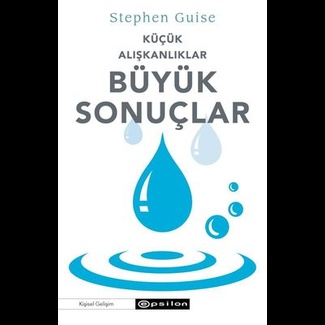 Stephen Guise
KÜÇÜK
ALIŞKANLIKLAR
BÜYÜK
SONUÇLAR
Kişisel Gelişim
epsilon